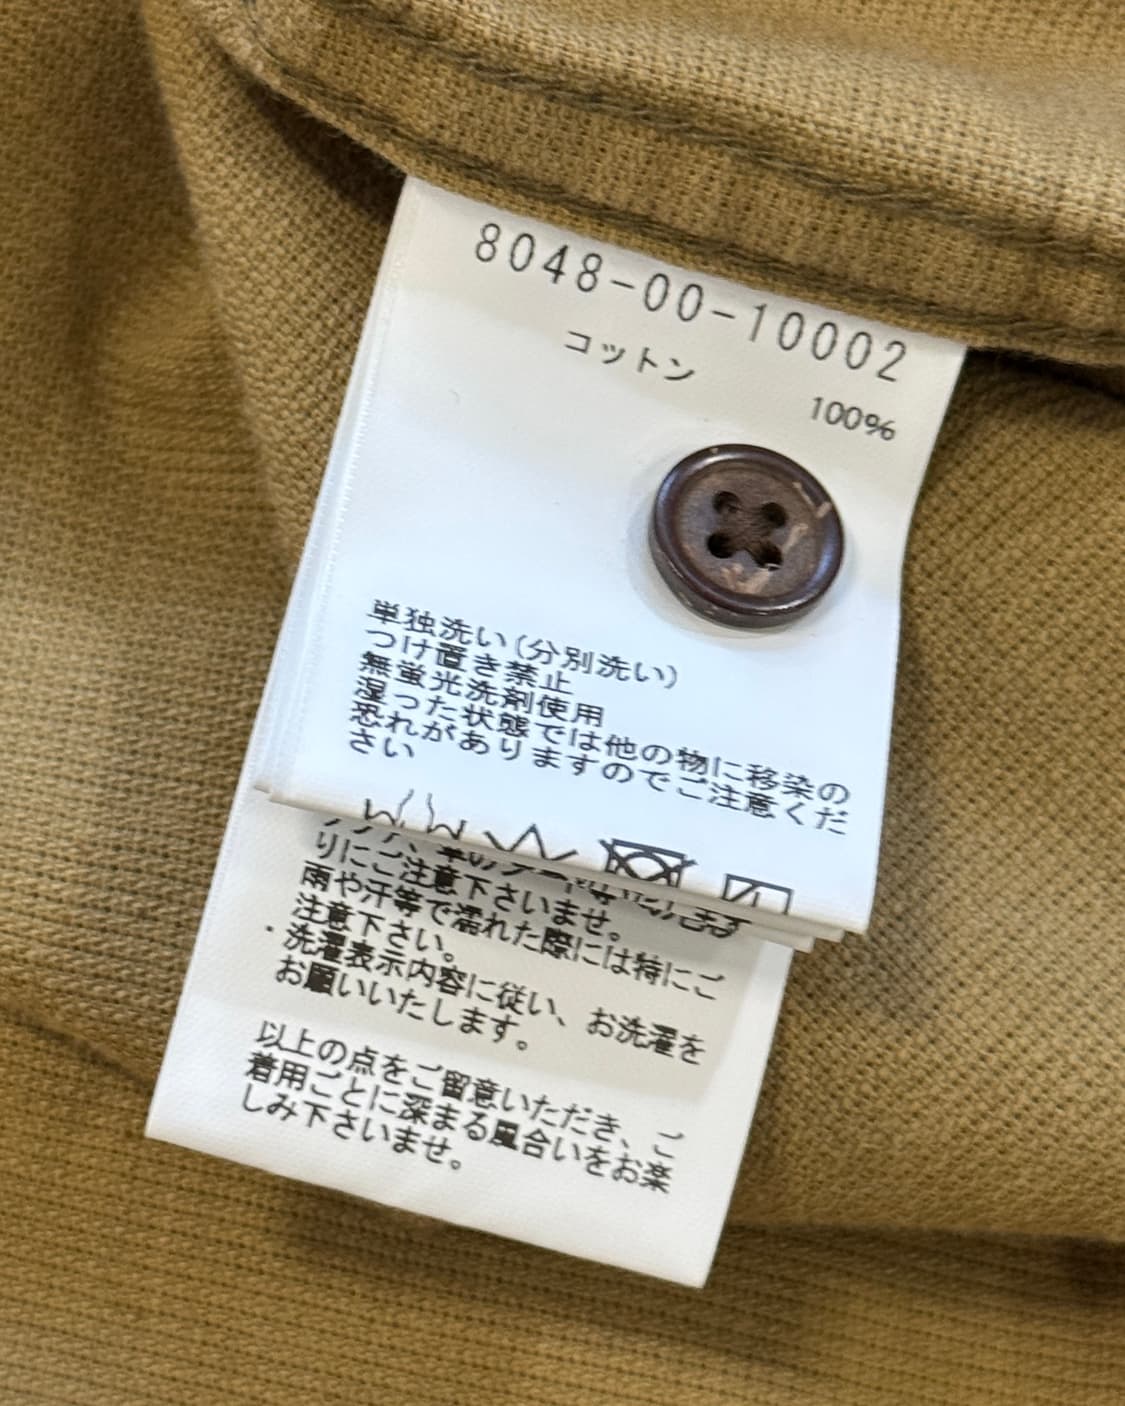 8048-00-10002
コットン
100%
単独洗い(分別洗い)
つけ置き禁止
無蛍光洗剤使用
湿った状態では他の物に移染の
恐れがありますのでご注意くだ
さい
りにご注意下さいませ。
雨や汗等で濡れた際には特にご
注意下さい。
・洗濯表示内容に従い、お洗濯を
お願いいたします。
以上の点をご留意いただき、ご
着用ごとに深まる風合いをお楽
しみ下さいませ。